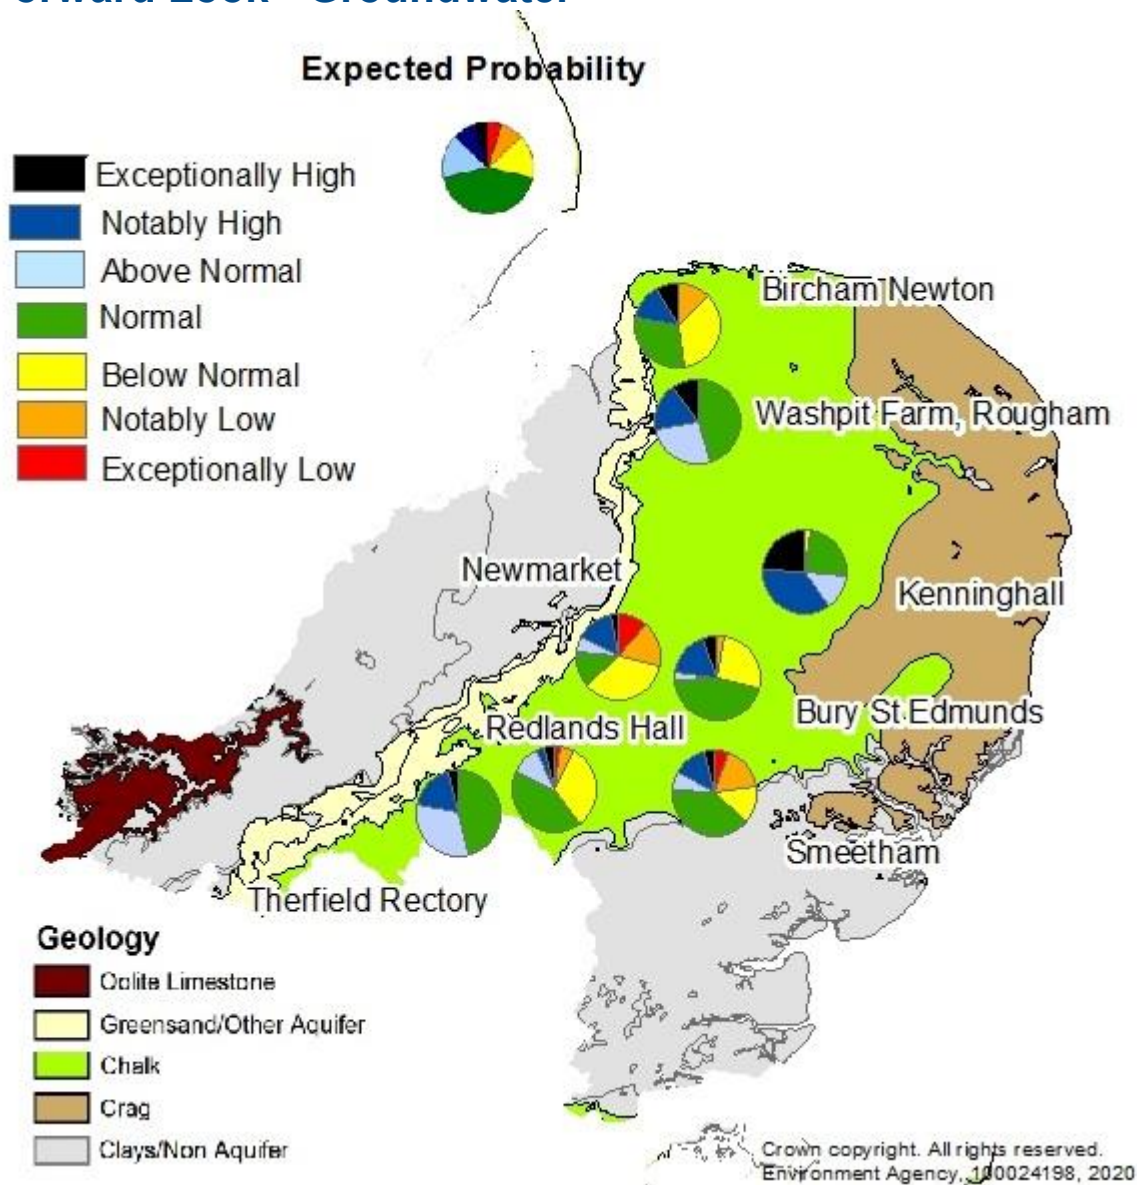 Expected Probability
Exceptionally High
Notably High
Above Normal
Normal
Below Normal
Notably Low
Exceptionally Low
Bircham Newton
Washpit Farm, Rougham
Newmarket
Kenninghall
Redlands Hall
Bury St Edmunds
Smeetham
Therfield Rectory
Geology
Oolite Limestone
Greensand/Other Aquifer
Chalk
Crag
Clays/Non Aquifer
Crown copyright. All rights reserved.
Environment Agency, 100024198, 2020